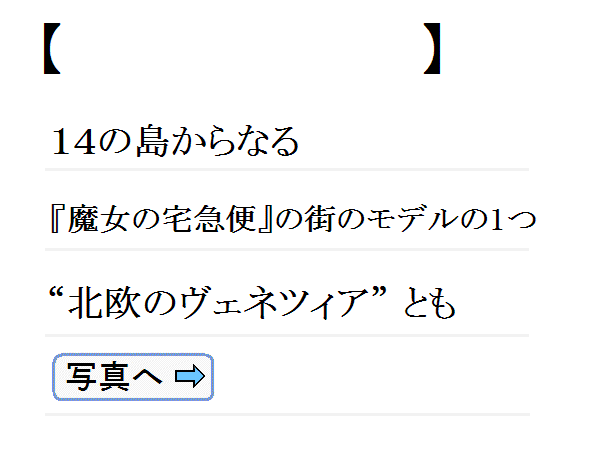 【　　　　　　　　】
14の島からなる
『魔女の宅急便』の街のモデルの1つ
“北欧のヴェネツィア” とも
写真へ ⇨